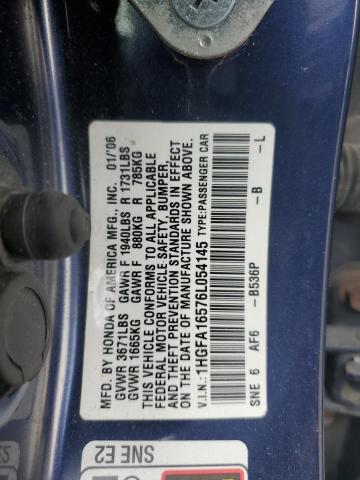 MFD. BY HONDA OF AMERICA MFG., INC. 01/'06
GVWR 3671LBS GAWR F 1940LBS R 1731LBS
GVWR 1665KG GAWR F 880KG R 785KG
THIS VEHICLE CONFORMS TO ALL APPLICABLE
FEDERAL MOTOR VEHICLE SAFETY, BUMPER,
AND THEFT PREVENTION STANDARDS IN EFFECT
ON THE DATE OF MANUFACTURE SHOWN ABOVE.
V.I.N.: 1HGFA16576L054145 TYPE:PASSENGER CAR
SNE 6 AF6 -B536P -B -L
SNE E2